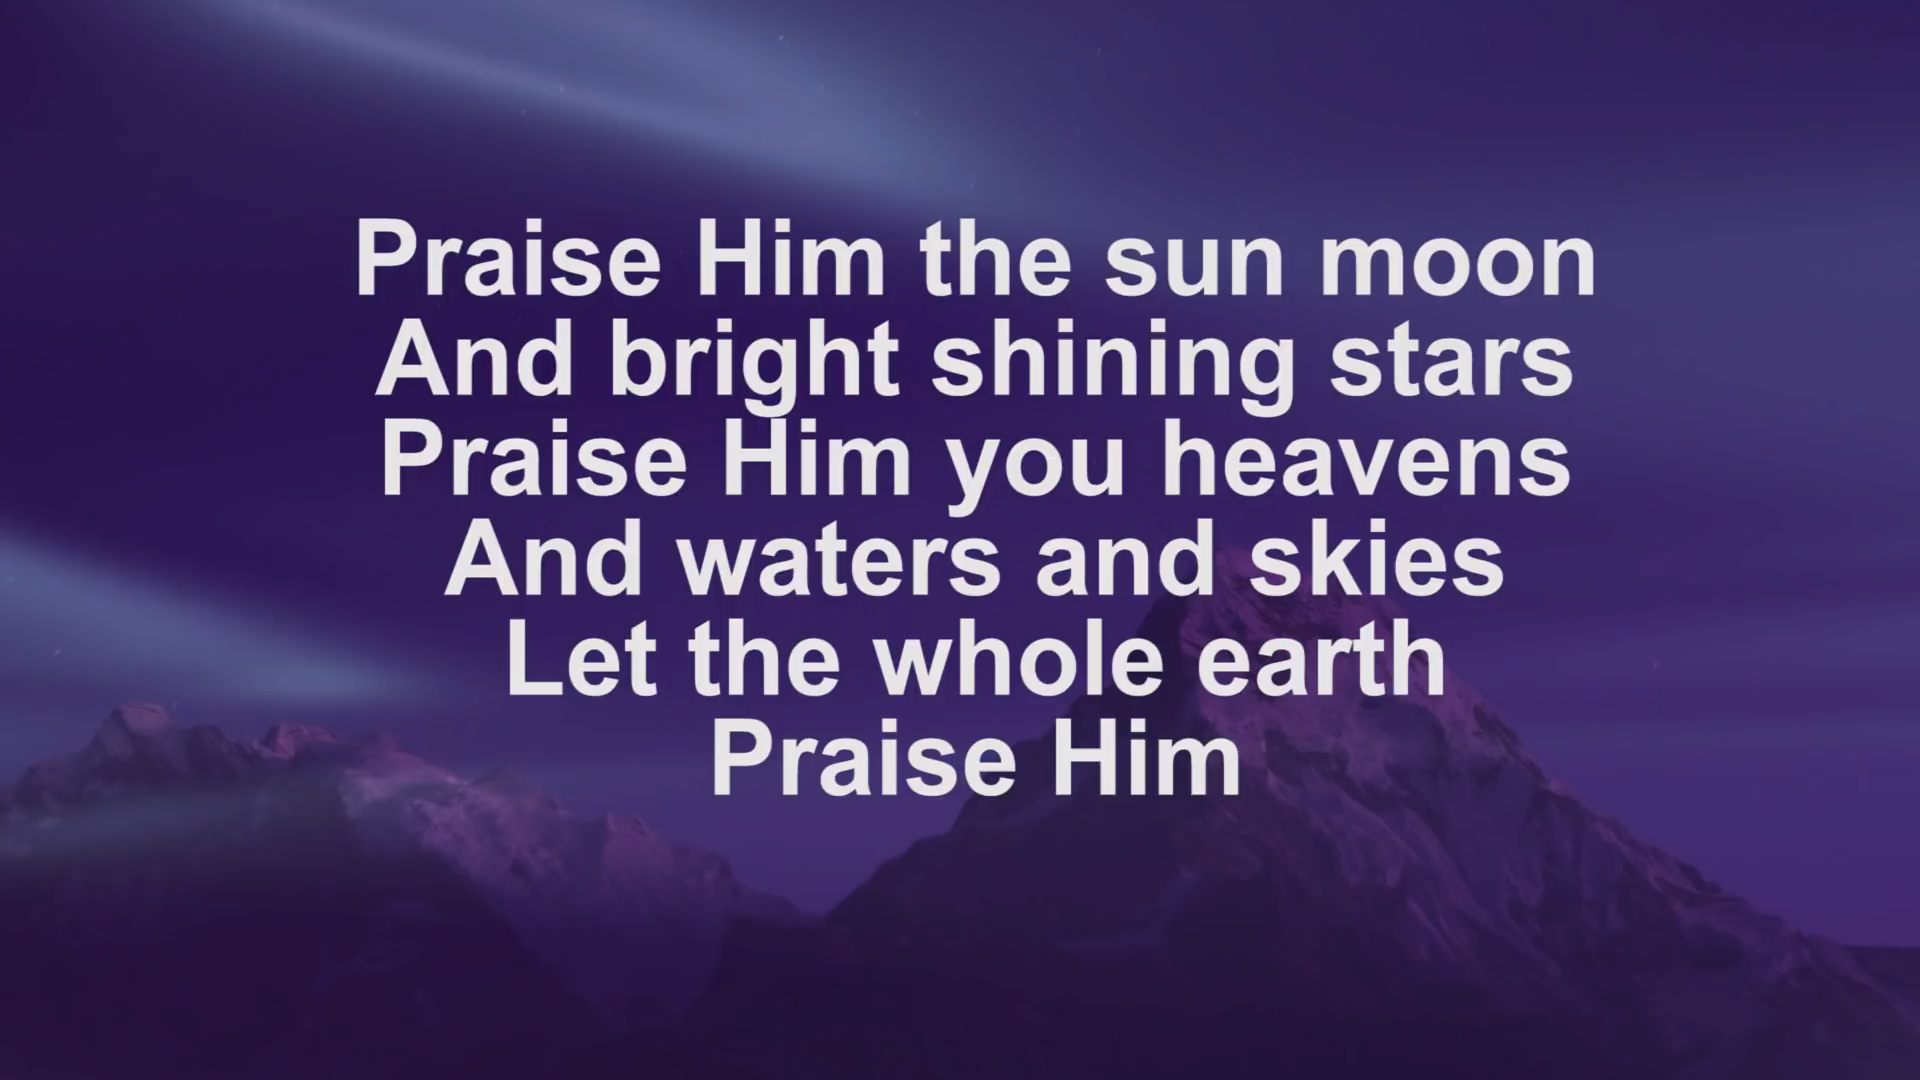 Praise Him the sun moon
And bright shining stars
Praise Him you heavens
And waters and skies
Let the whole earth
Praise Him